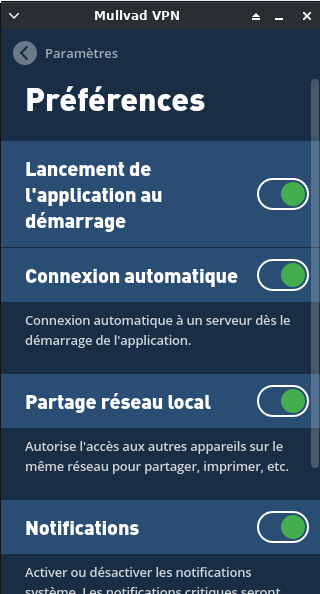 Mullvad VPN
Paramètres
Préférences
Lancement de
l'application au
démarrage
Connexion automatique
Connexion automatique à un serveur dès le
démarrage de l'application.
Partage réseau local
Autorise l'accès aux autres appareils sur le
même réseau pour partager, imprimer, etc.
Notifications
Activer ou désactiver les notifications
système. Les notifications critiques seront